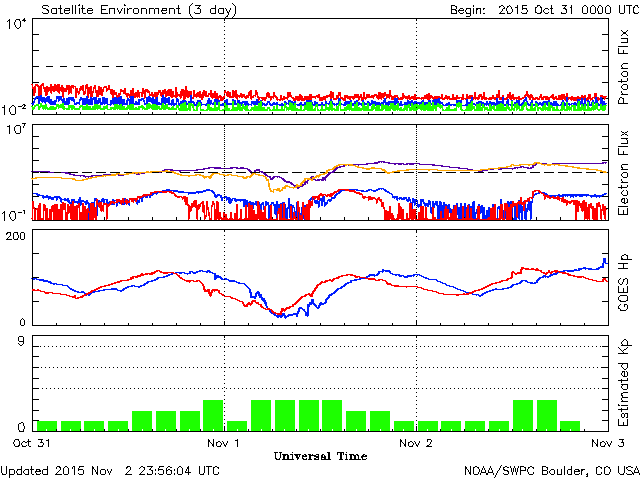 Satellite Environment (3 day) Begin: 2015 Oct 31 0000 UTC
10⁴
10⁻²
Proton Flux
10⁷
10⁻¹
Electron Flux
200
0
GOES Hp
9
0
Estimated Kp
Oct 31 Nov 1 Nov 2 Nov 3
Universal Time
Updated 2015 Nov 2 23:56:04 UTC NOAA/SWPC Boulder, CO USA